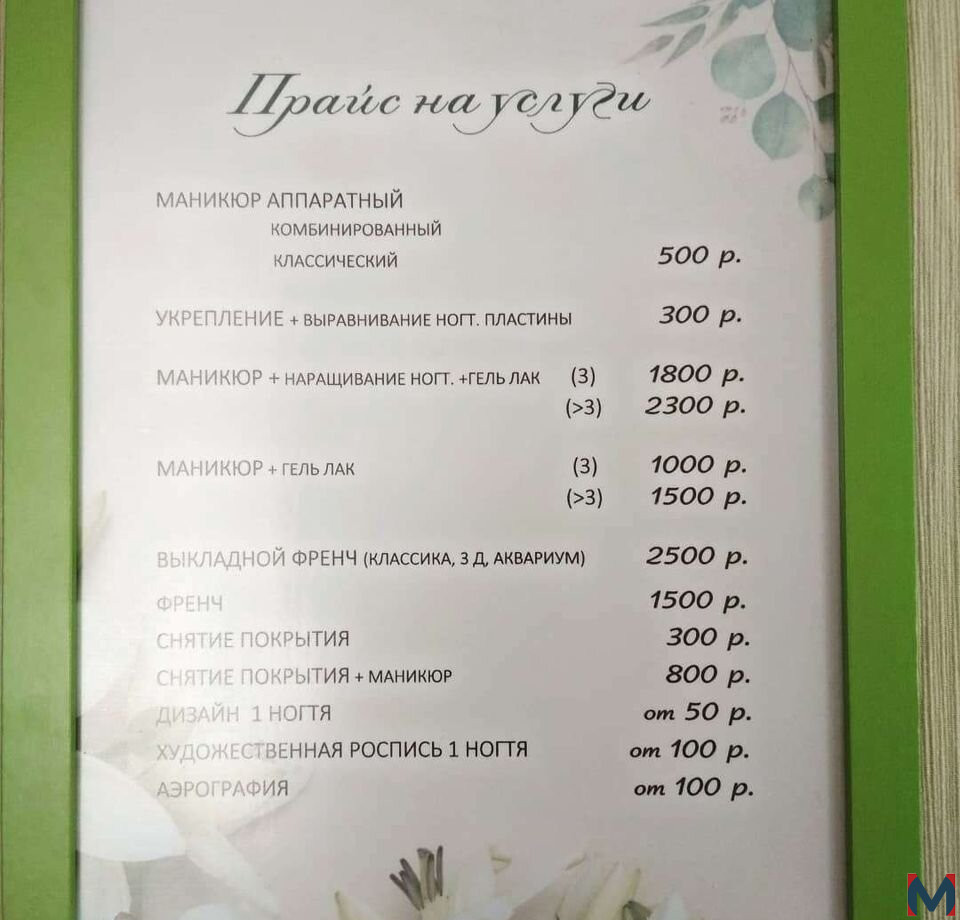 Прайс на услуги
МАНИКЮР АППАРАТНЫЙ
КОМБИНИРОВАННЫЙ
КЛАССИЧЕСКИЙ 500 р.
УКРЕПЛЕНИЕ + ВЫРАВНИВАНИЕ НОГТ. ПЛАСТИНЫ 300 р.
МАНИКЮР + НАРАЩИВАНИЕ НОГТ. +ГЕЛЬ ЛАК (3) 1800 р.
(>3) 2300 р.
МАНИКЮР + ГЕЛЬ ЛАК (3) 1000 р.
(>3) 1500 р.
ВЫКЛАДНОЙ ФРЕНЧ (КЛАССИКА, 3 Д, АКВАРИУМ) 2500 р.
ФРЕНЧ 1500 р.
СНЯТИЕ ПОКРЫТИЯ 300 р.
СНЯТИЕ ПОКРЫТИЯ + МАНИКЮР 800 р.
ДИЗАЙН 1 НОГТЯ от 50 р.
ХУДОЖЕСТВЕННАЯ РОСПИСЬ 1 НОГТЯ от 100 р.
АЭРОГРАФИЯ от 100 р.
M